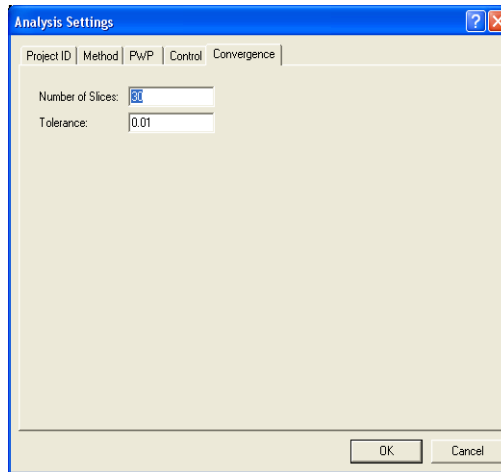 Analysis Settings
Project ID Method PWP Control Convergence
Number of Slices: 30
Tolerance: 0.01
OK Cancel